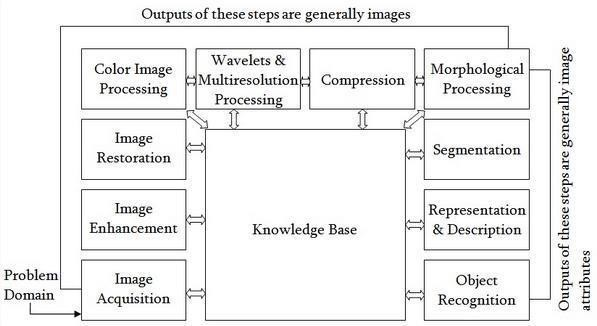 Outputs of these steps are generally images
Color Image
Processing
Wavelets &
Multiresolution
Processing
Compression
Morphological
Processing
Image
Restoration
Segmentation
Image
Enhancement
Knowledge Base
Representation
& Description
Problem
Domain
Image
Acquisition
Object
Recognition
Outputs of these steps are generally image
attributes